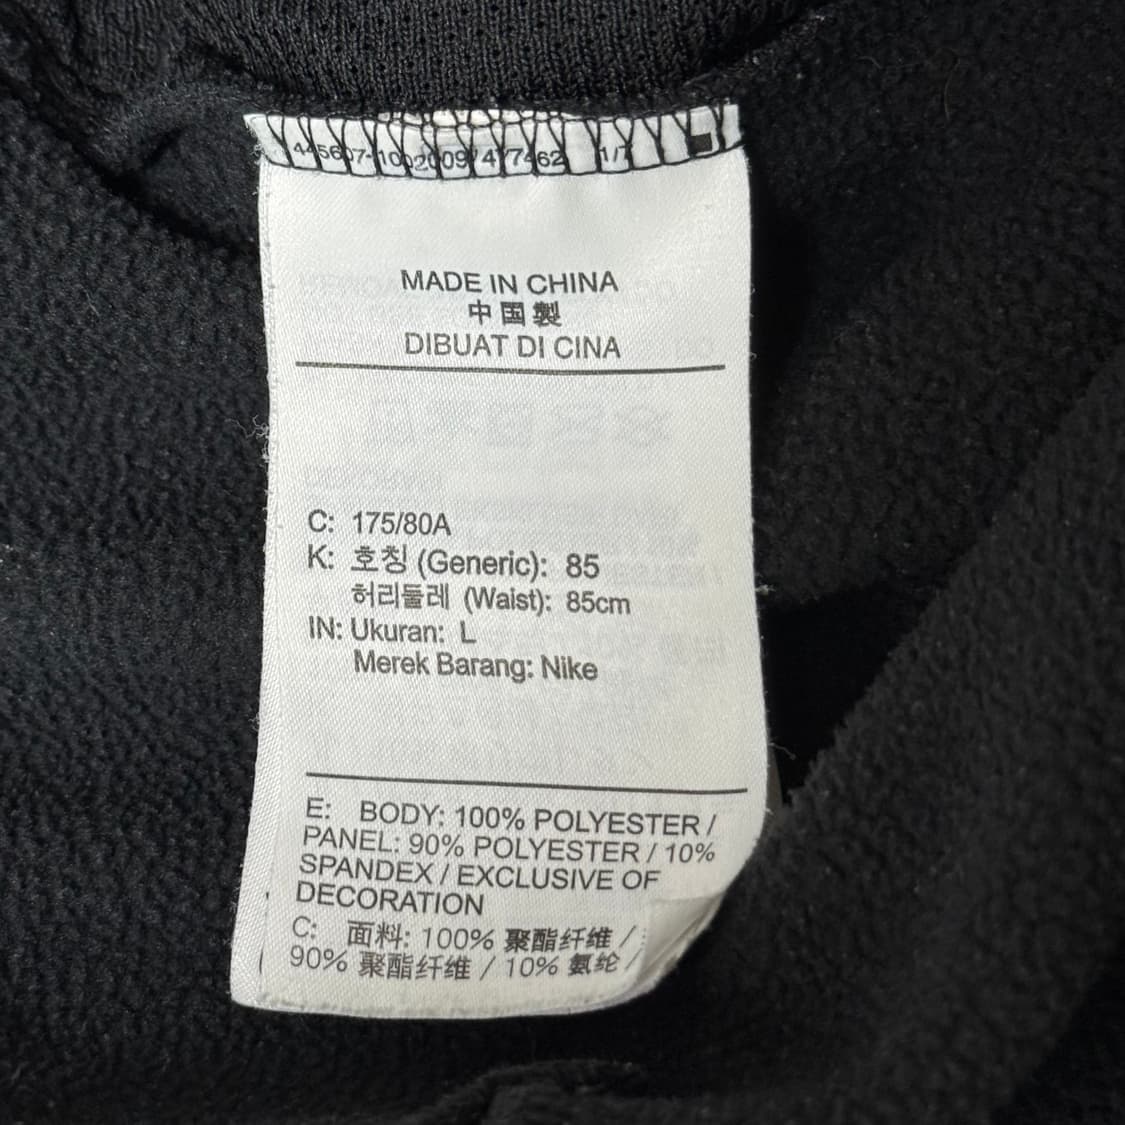 MADE IN CHINA
中国製
DIBUAT DI CINA
C: 175/80A
K: 호칭 (Generic): 85
허리둘레 (Waist): 85cm
IN: Ukuran: L
Merek Barang: Nike
E: BODY: 100% POLYESTER /
PANEL: 90% POLYESTER / 10%
SPANDEX / EXCLUSIVE OF
DECORATION
C: 面料: 100% 聚酯纤维 /
90% 聚酯纤维 / 10% 氨纶 /